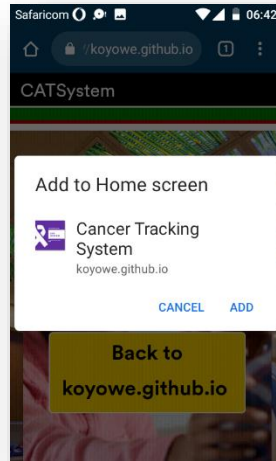 Safaricom 06:42
/koyowe.github.io 1
CATSystem
Add to Home screen
Cancer Tracking
System
koyowe.github.io
CANCEL ADD
Back to
koyowe.github.io